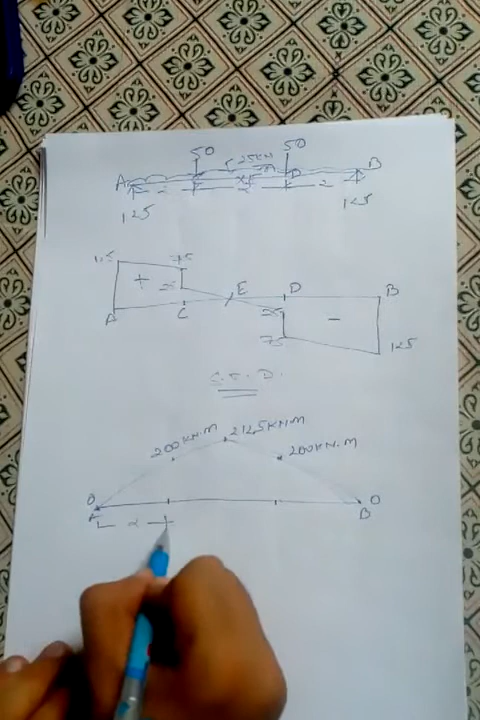 50 50
25KN
A C D B
2 2 2
125 125
125 75 E D B
+ 25
A C 25 -
75 125
S.F.D.
200KN.M 212.5KN.M 200KN.M
0 0
A B
2